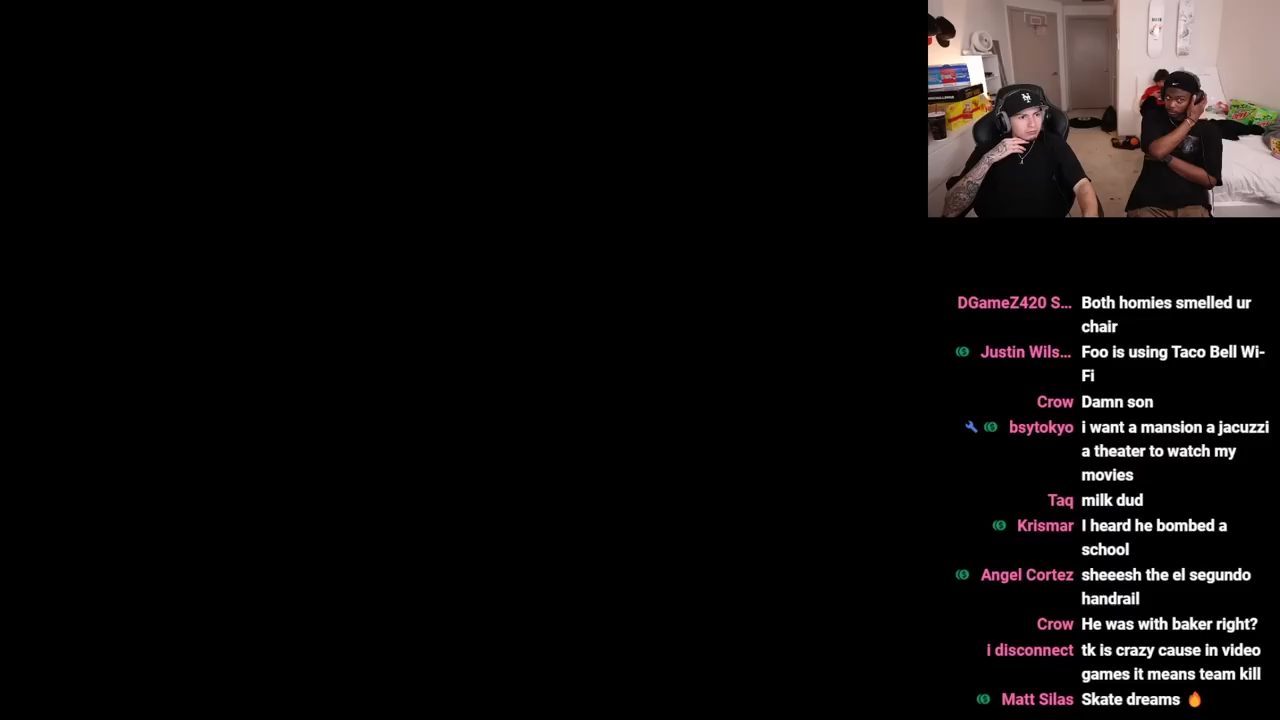 DGameZ420 S... Both homies smelled ur
chair
Justin Wils... Foo is using Taco Bell Wi-
Fi
Crow Damn son
bsytokyo i want a mansion a jacuzzi
a theater to watch my
movies
Taq milk dud
Krismar I heard he bombed a
school
Angel Cortez sheeesh the el segundo
handrail
Crow He was with baker right?
i disconnect tk is crazy cause in video
games it means team kill
Matt Silas Skate dreams 🔥